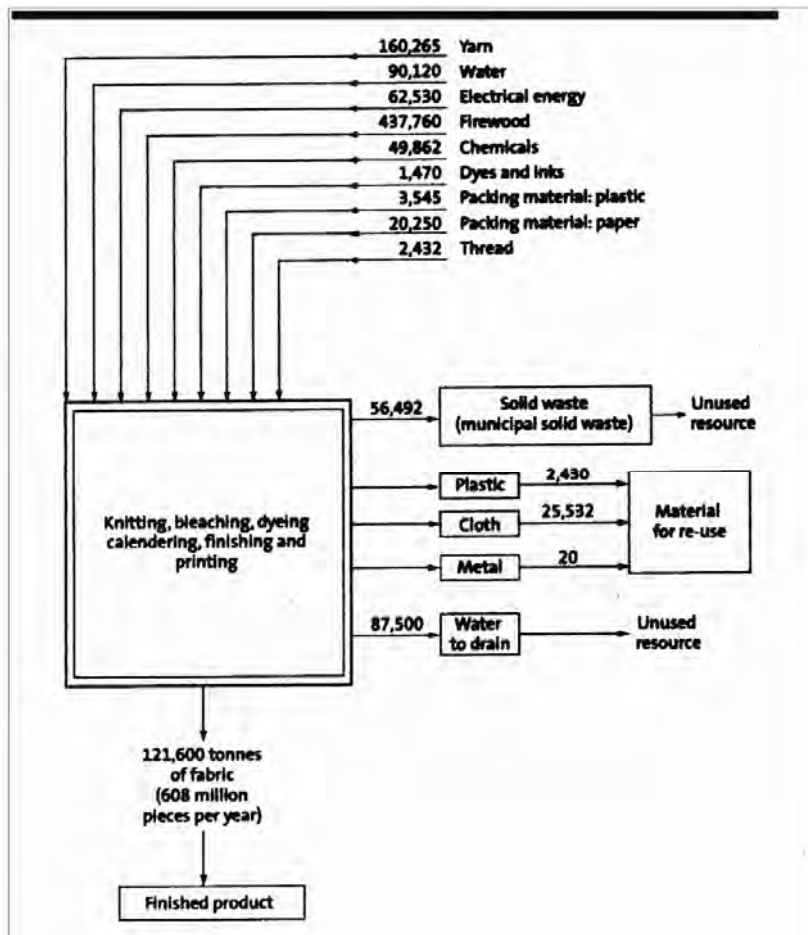 160,265 Yarn
90,120 Water
62,530 Electrical energy
437,760 Firewood
49,862 Chemicals
1,470 Dyes and inks
3,545 Packing material: plastic
20,250 Packing material: paper
2,432 Thread
56,492
Solid waste
(municipal solid waste)
Unused
resource
Plastic
2,430
Cloth
25,532
Metal
20
Material
for re-use
Knitting, bleaching, dyeing
calendering, finishing and
printing
87,500
Water
to drain
Unused
resource
121,600 tonnes
of fabric
(608 million
pieces per year)
Finished product